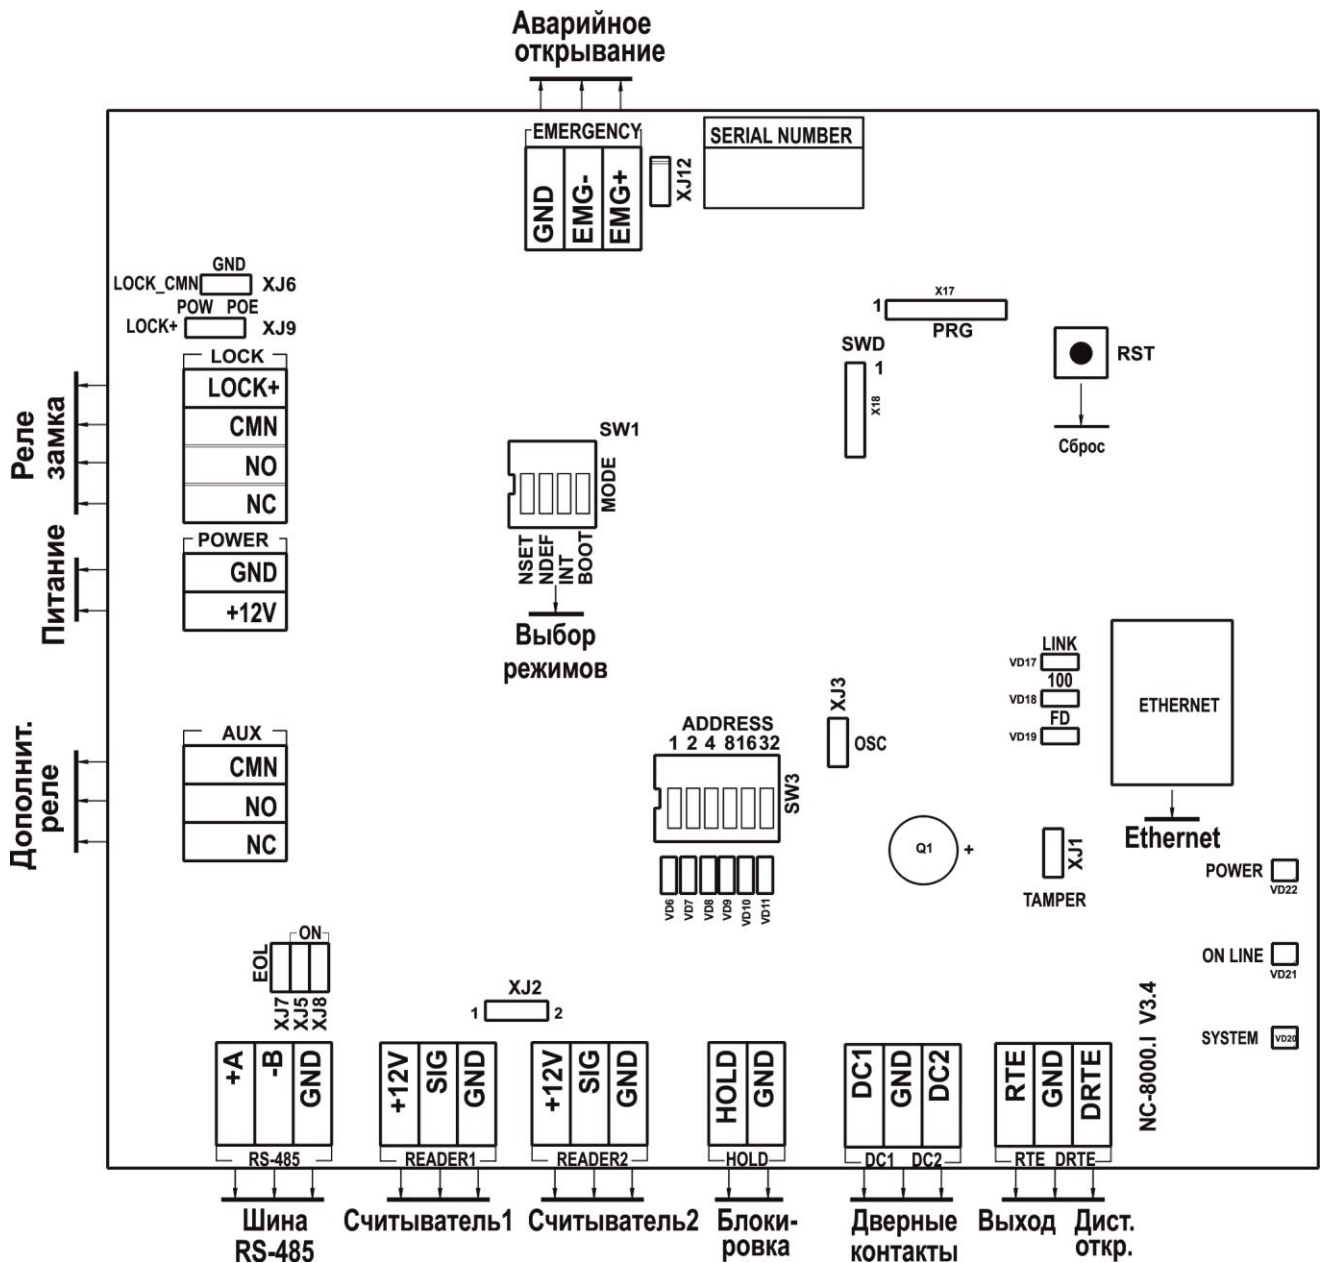 Аварийное
открывание
EMERGENCY
GND
EMG-
EMG+
XJ12
SERIAL NUMBER
GND
LOCK_CMN
XJ6
POW POE
LOCK+
XJ9
LOCK
LOCK+
CMN
NO
NC
Реле
замка
POWER
GND
+12V
Питание
AUX
CMN
NO
NC
Дополнит.
реле
SW1
MODE
NSET
NDEF
INT
BOOT
Выбор
режимов
X17
1
PRG
SWD
1
X18
RST
Сброс
LINK
VD17
100
VD18
FD
VD19
ETHERNET
Ethernet
XJ3
OSC
ADDRESS
1 2 4 8 16 32
SW3
VD6
VD7
VD8
VD9
VD10
VD11
Q1
+
XJ1
TAMPER
POWER
VD22
ON LINE
VD21
SYSTEM
VD20
NC-8000.I V3.4
ON
EOL
XJ7
XJ5
XJ8
XJ2
1 2
+A
-B
GND
RS-485
+12V
SIG
GND
READER1
+12V
SIG
GND
READER2
HOLD
GND
HOLD
DC1
GND
DC2
DC1 DC2
RTE
GND
DRTE
RTE DRTE
Шина
RS-485
Считыватель1
Считыватель2
Блоки-
ровка
Дверные
контакты
Выход
Дист.
откр.